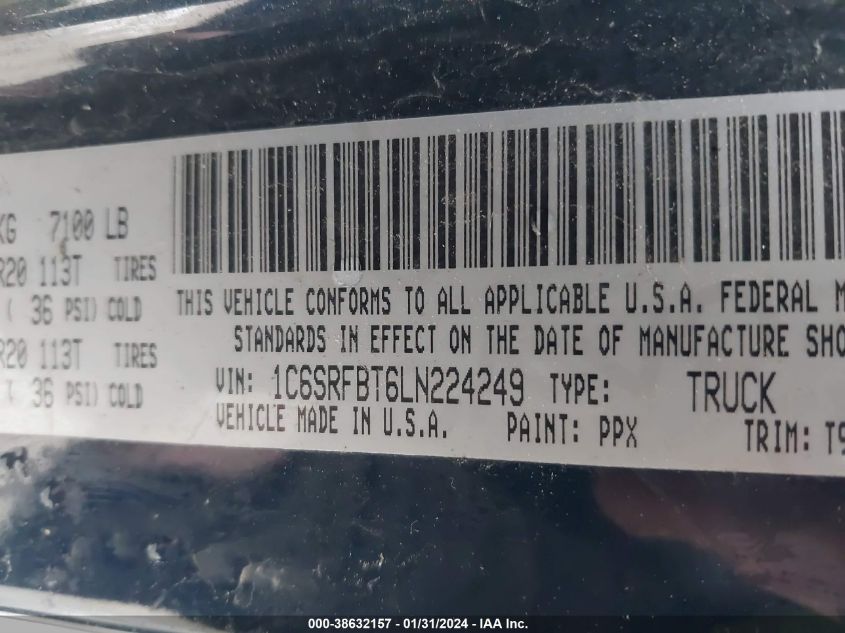 KG 7100 LB
R20 113T TIRES
( 36 PSI) COLD
R20 113T TIRES
( 36 PSI) COLD
THIS VEHICLE CONFORMS TO ALL APPLICABLE U.S.A. FEDERAL M
STANDARDS IN EFFECT ON THE DATE OF MANUFACTURE SHO
VIN: 1C6SRFBT6LN224249 TYPE: TRUCK
VEHICLE MADE IN U.S.A. PAINT: PPX TRIM: T9
000-38632157 - 01/31/2024 - IAA Inc.